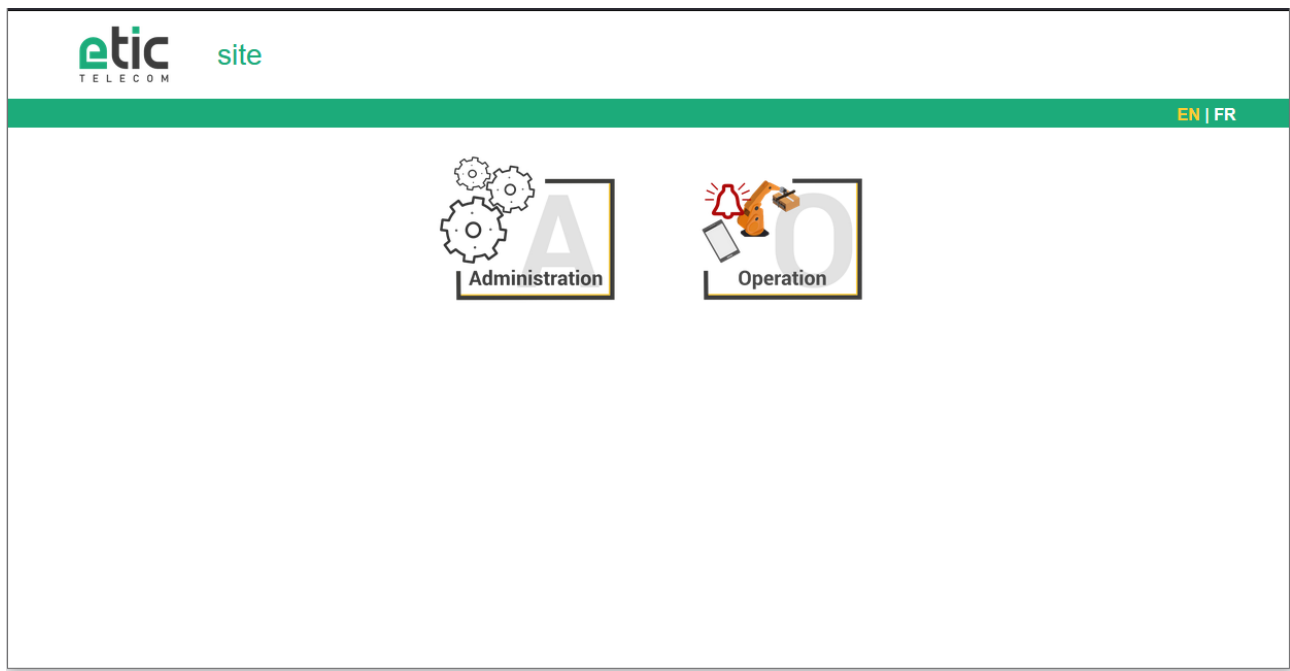 etic
TELECOM
site
EN | FR
A
Administration
O
Operation